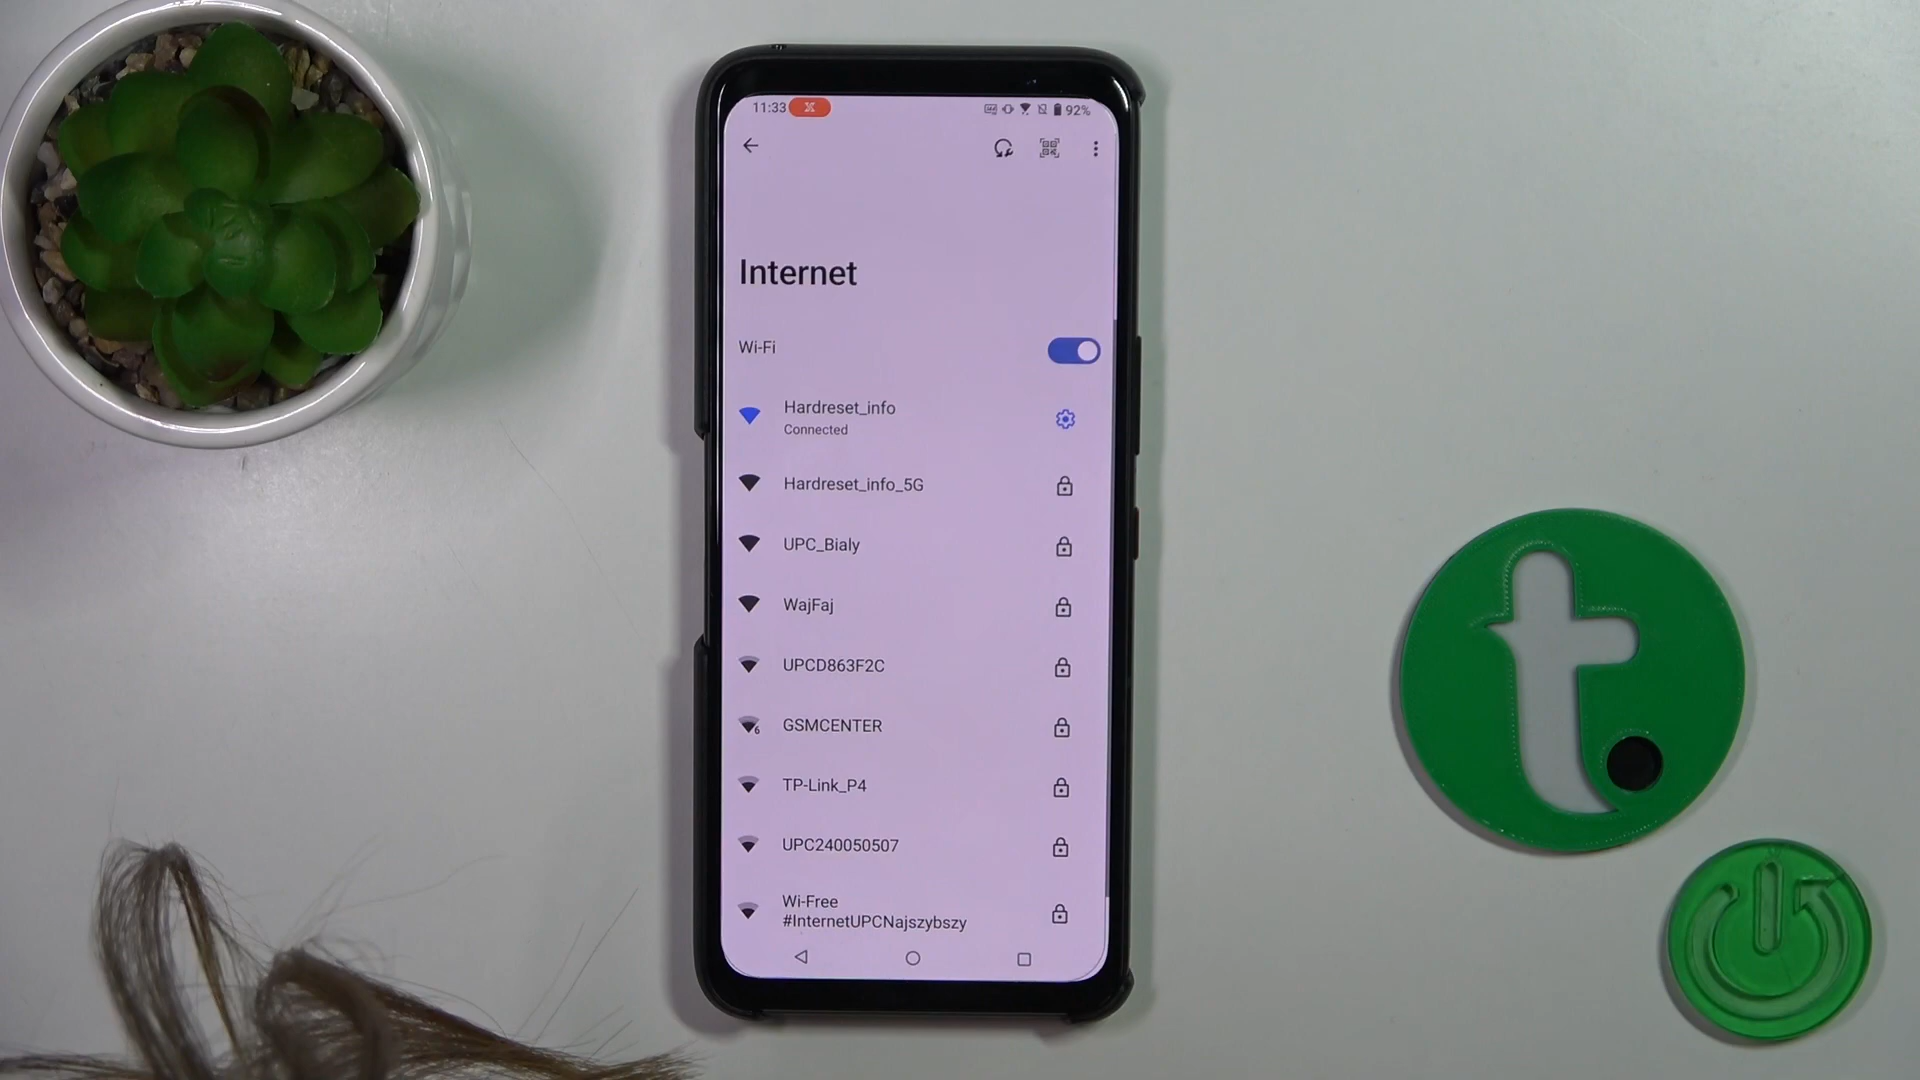 11:33 92%
Internet
Wi-Fi
Hardreset_info
Connected
Hardreset_info_5G
UPC_Bialy
WajFaj
UPCD863F2C
GSMCENTER
TP-Link_P4
UPC240050507
Wi-Free
#InternetUPCNajszybszy
t